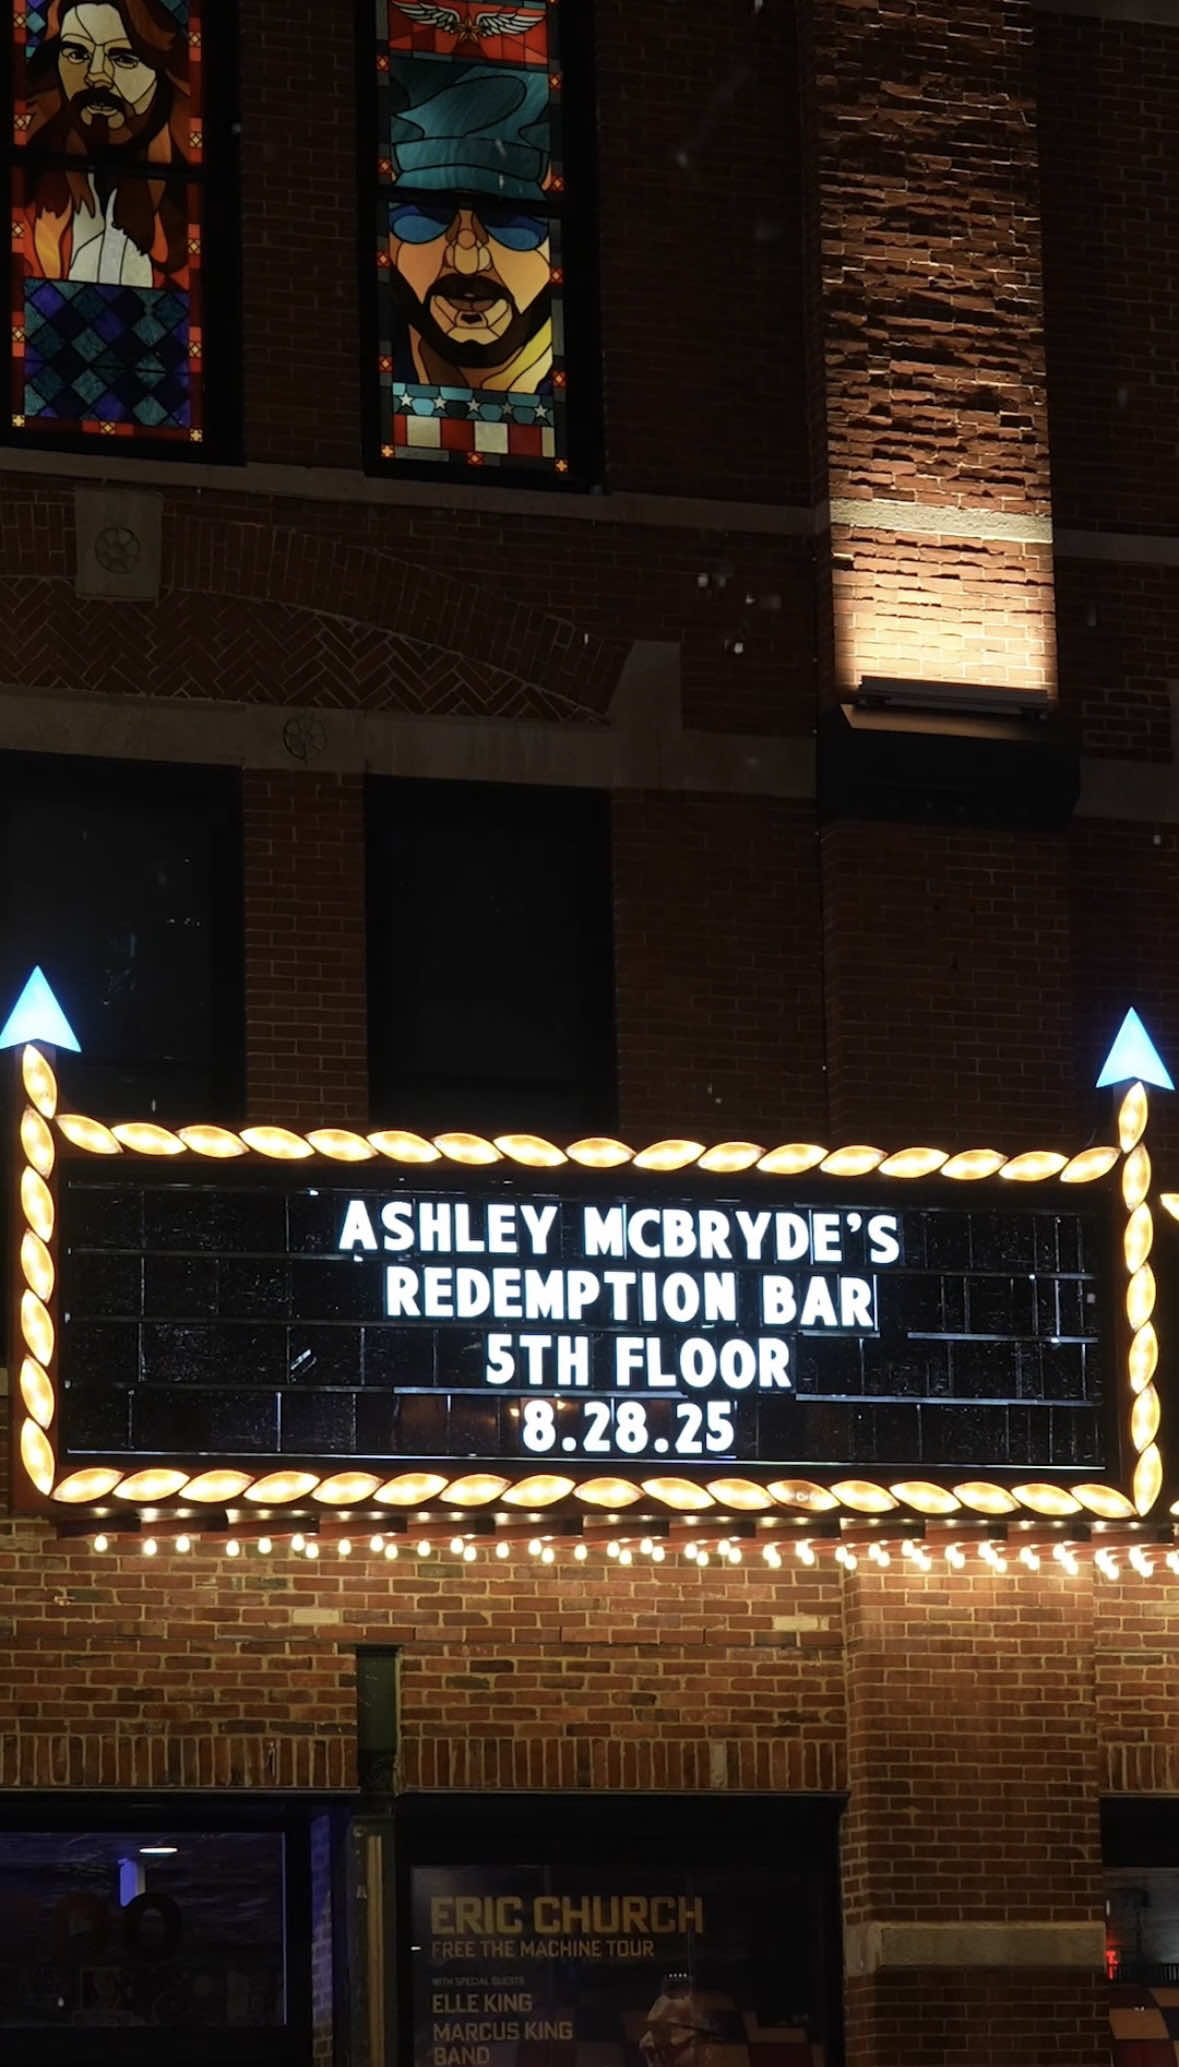 ASHLEY MCBRYDE'S
REDEMPTION BAR
5TH FLOOR
8.28.25
ERIC CHURCH
FREE THE MACHINE TOUR
WITH SPECIAL GUESTS
ELLE KING
MARCUS KING
BAND